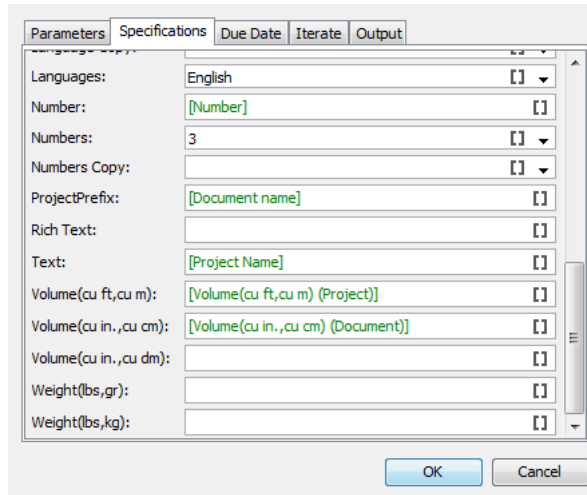 Parameters Specifications Due Date Iterate Output
Languages: English [ ]
Number: [Number] [ ]
Numbers: 3 [ ]
Numbers Copy: [ ]
ProjectPrefix: [Document name] [ ]
Rich Text: [ ]
Text: [Project Name] [ ]
Volume(cu ft,cu m): [Volume(cu ft,cu m) (Project)] [ ]
Volume(cu in.,cu cm): [Volume(cu in.,cu cm) (Document)] [ ]
Volume(cu in.,cu dm): [ ]
Weight(lbs,gr): [ ]
Weight(lbs,kg): [ ]
OK Cancel